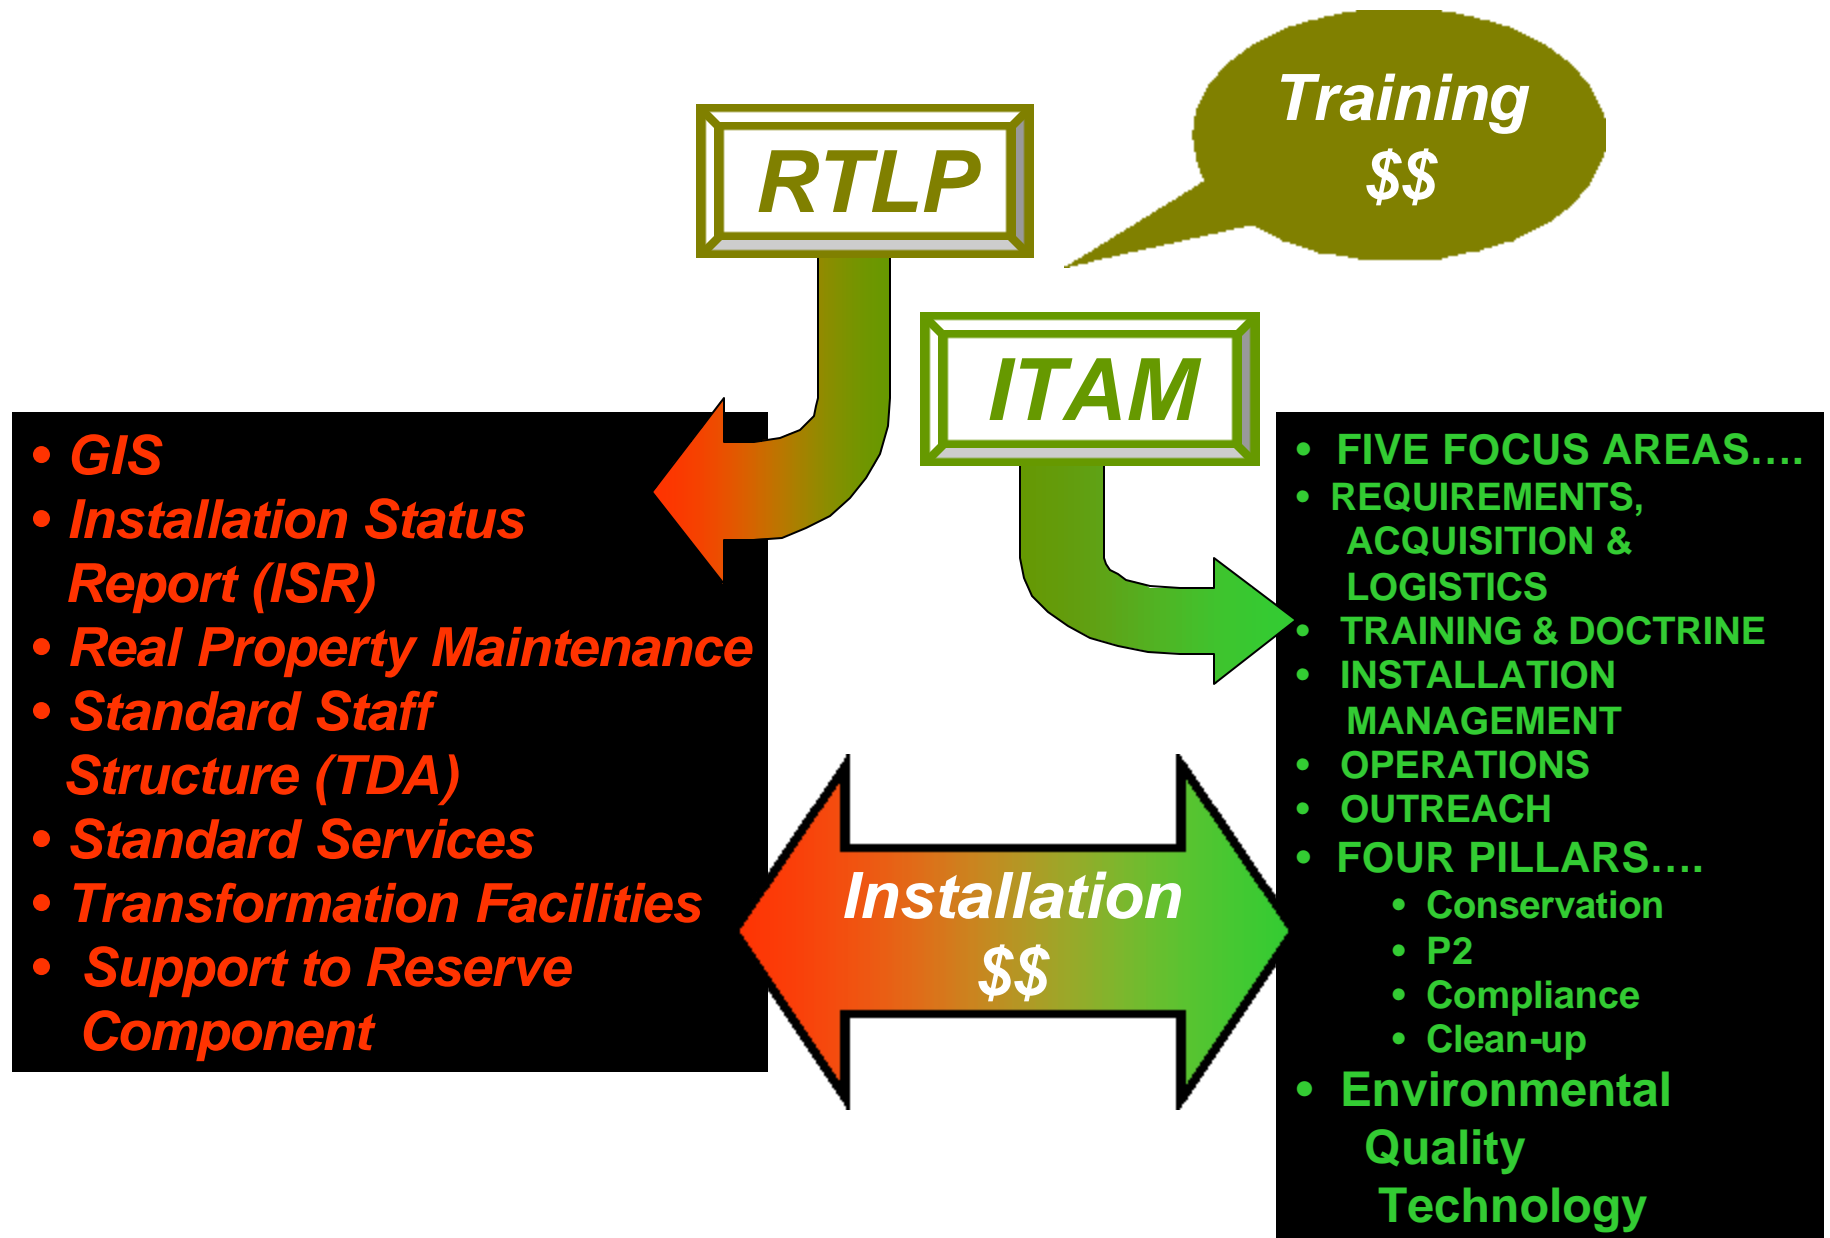 Training
$$
RTLP
ITAM
• GIS
• Installation Status
Report (ISR)
• Real Property Maintenance
• Standard Staff
Structure (TDA)
• Standard Services
• Transformation Facilities
• Support to Reserve
Component
Installation
$$
• FIVE FOCUS AREAS….
• REQUIREMENTS,
ACQUISITION &
LOGISTICS
• TRAINING & DOCTRINE
• INSTALLATION
MANAGEMENT
• OPERATIONS
• OUTREACH
• FOUR PILLARS….
• Conservation
• P2
• Compliance
• Clean-up
• Environmental
Quality
Technology